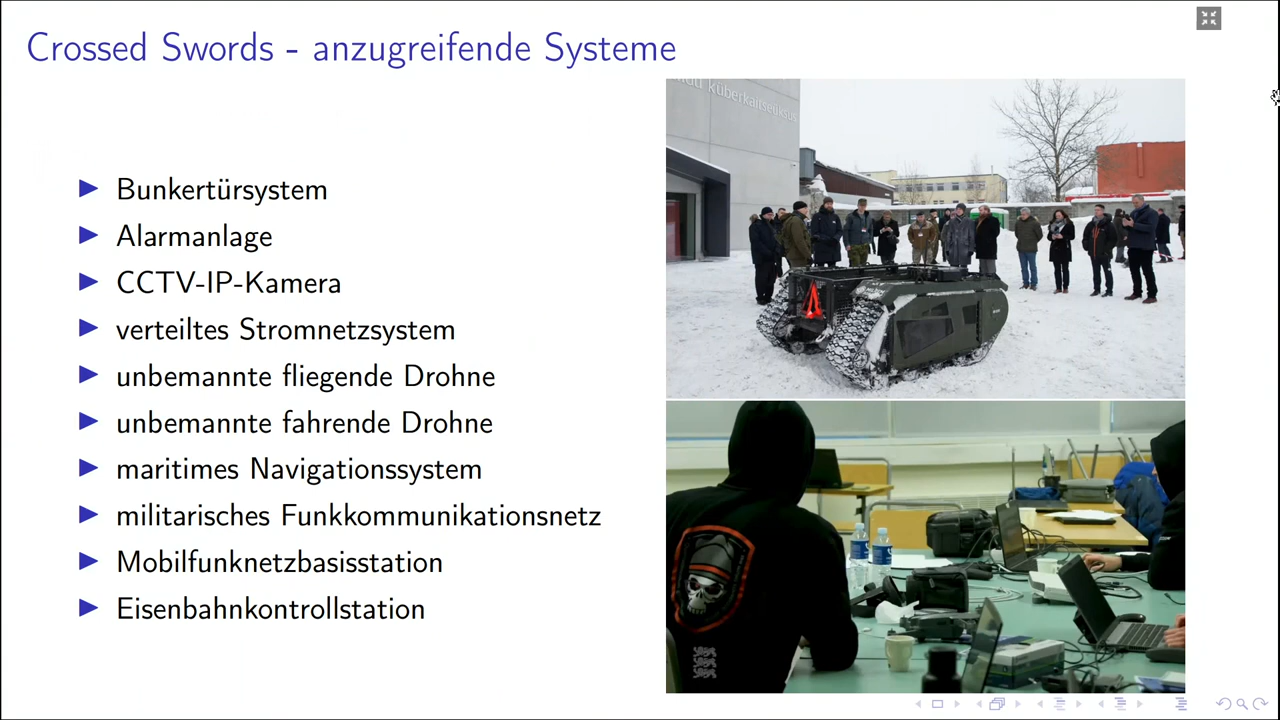 Crossed Swords - anzugreifende Systeme
Bunkertürsystem
Alarmanlage
CCTV-IP-Kamera
verteiltes Stromnetzsystem
unbemannte fliegende Drohne
unbemannte fahrende Drohne
maritimes Navigationssystem
militarisches Funkkommunikationsnetz
Mobilfunknetzbasisstation
Eisenbahnkontrollstation